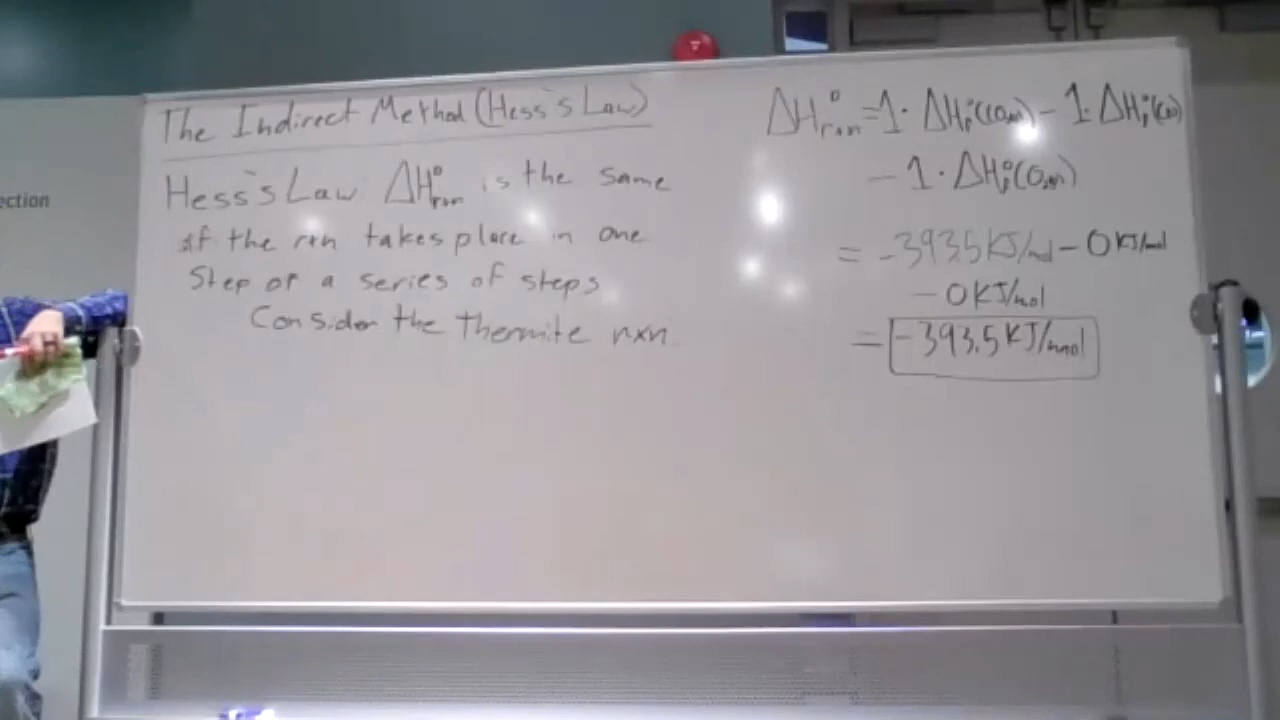 ection
The Indirect Method (Hess's Law)
Hess's Law ΔH°rxn is the same
if the rxn takes place in one
Step or a series of steps
Consider the Thermite rxn
ΔH°rxn = 1 · ΔH°f(CO2(g)) - 1 · ΔH°f(C(s))
- 1 · ΔH°f(O2(g))
= -393.5 KJ/mol - 0 KJ/mol
- 0 KJ/mol
= -393.5 KJ/mol